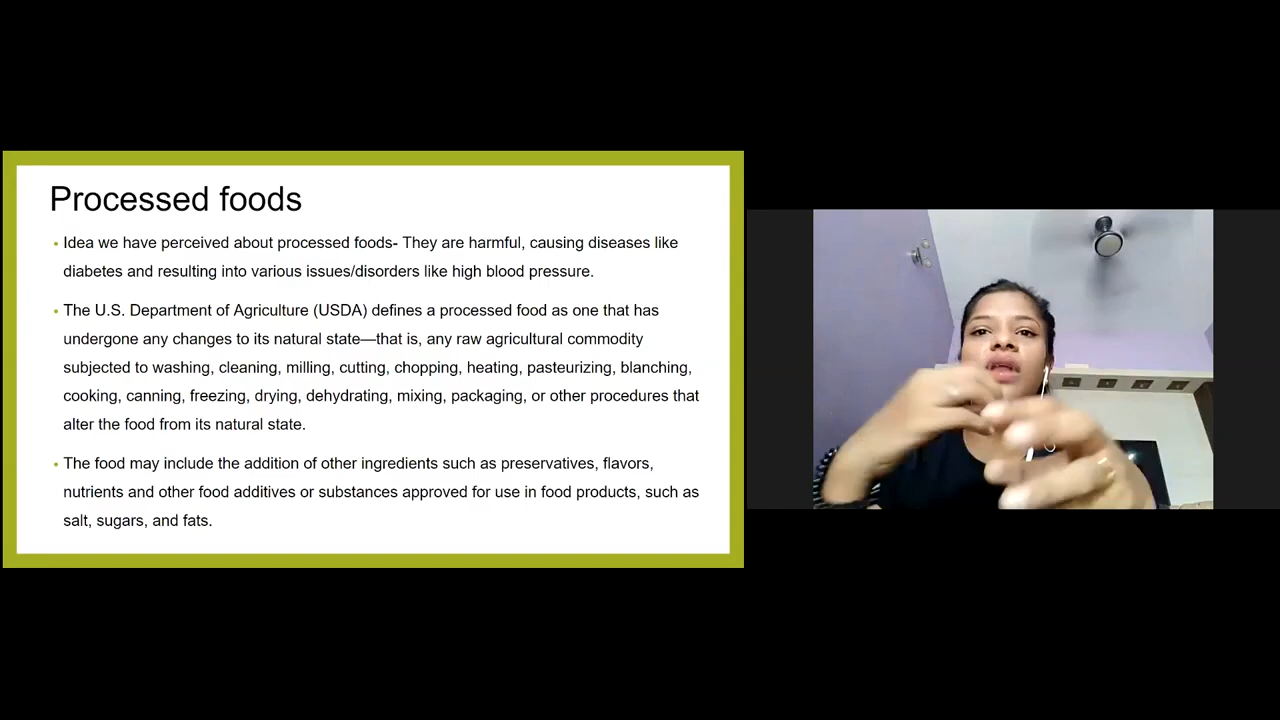 Processed foods
• Idea we have perceived about processed foods- They are harmful, causing diseases like
diabetes and resulting into various issues/disorders like high blood pressure.
• The U.S. Department of Agriculture (USDA) defines a processed food as one that has
undergone any changes to its natural state—that is, any raw agricultural commodity
subjected to washing, cleaning, milling, cutting, chopping, heating, pasteurizing, blanching,
cooking, canning, freezing, drying, dehydrating, mixing, packaging, or other procedures that
alter the food from its natural state.
• The food may include the addition of other ingredients such as preservatives, flavors,
nutrients and other food additives or substances approved for use in food products, such as
salt, sugars, and fats.